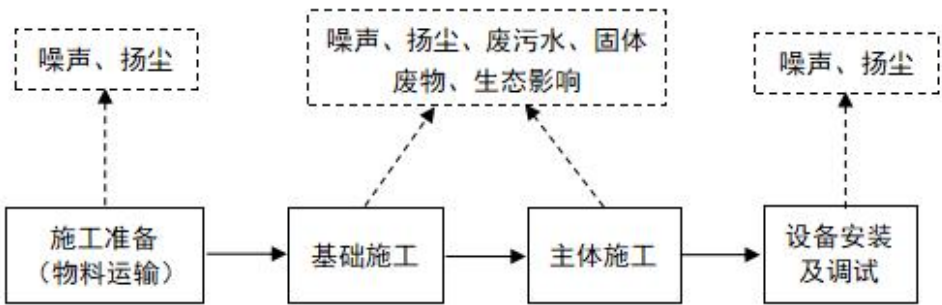 噪声、扬尘
噪声、扬尘、废污水、固体
废物、生态影响
噪声、扬尘
施工准备
（物料运输）
基础施工
主体施工
设备安装
及调试